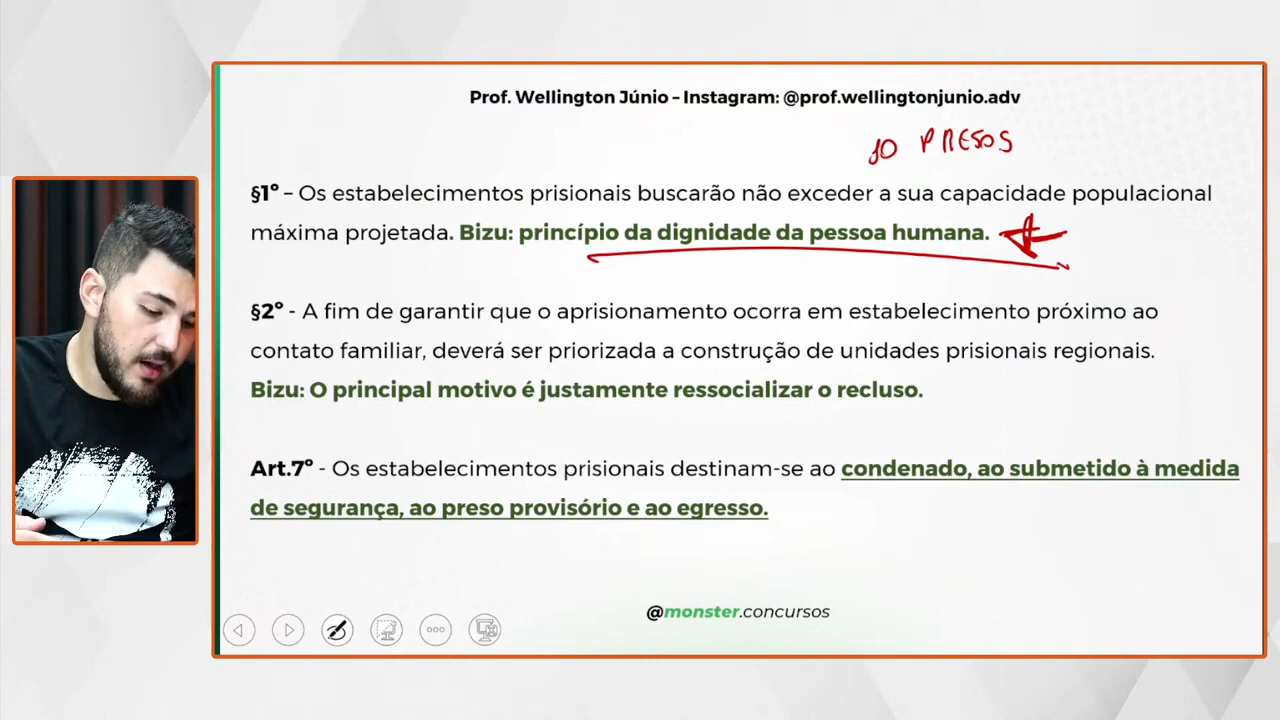 Prof. Wellington Júnio – Instagram: @prof.wellingtonjunio.adv
10 PRESOS
§1º – Os estabelecimentos prisionais buscarão não exceder a sua capacidade populacional
máxima projetada. Bizu: princípio da dignidade da pessoa humana.
§2º - A fim de garantir que o aprisionamento ocorra em estabelecimento próximo ao
contato familiar, deverá ser priorizada a construção de unidades prisionais regionais.
Bizu: O principal motivo é justamente ressocializar o recluso.
Art.7º - Os estabelecimentos prisionais destinam-se ao condenado, ao submetido à medida
de segurança, ao preso provisório e ao egresso.
@monster.concursos